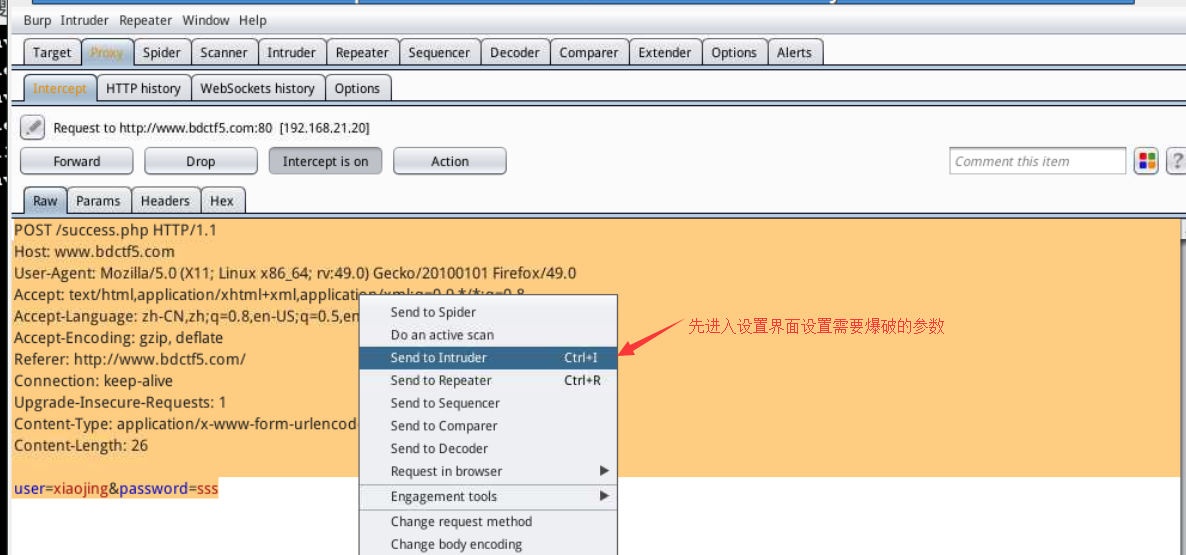 Burp Intruder Repeater Window Help
Target Proxy Spider Scanner Intruder Repeater Sequencer Decoder Comparer Extender Options Alerts
Intercept HTTP history WebSockets history Options
Request to http://www.bdctf5.com:80 [192.168.21.20]
Forward Drop Intercept is on Action Comment this item ?
Raw Params Headers Hex
POST /success.php HTTP/1.1
Host: www.bdctf5.com
User-Agent: Mozilla/5.0 (X11; Linux x86_64; rv:49.0) Gecko/20100101 Firefox/49.0
Accept: text/html,application/xhtml+xml,application/xml;q=0.9,*/*;q=0.8
Accept-Language: zh-CN,zh;q=0.8,en-US;q=0.5,en
Accept-Encoding: gzip, deflate
Referer: http://www.bdctf5.com/
Connection: keep-alive
Upgrade-Insecure-Requests: 1
Content-Type: application/x-www-form-urlencod
Content-Length: 26
user=xiaojing&password=sss
Send to Spider
Do an active scan
Send to Intruder Ctrl+I
Send to Repeater Ctrl+R
Send to Sequencer
Send to Comparer
Send to Decoder
Request in browser
Engagement tools
Change request method
Change body encoding
先进入设置界面设置需要爆破的参数